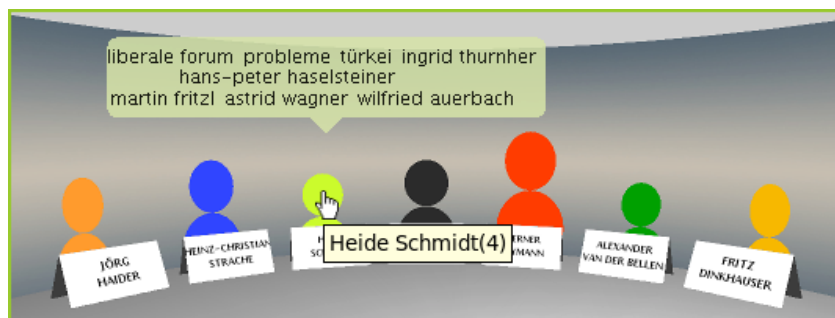 liberale forum probleme türkei ingrid thurnher
hans-peter haselsteiner
martin fritzl astrid wagner wilfried auerbach
JÖRG
HAIDER
HEINZ-CHRISTIAN
STRACHE
Heide Schmidt(4)
ALEXANDER
VAN DER BELLEN
FRITZ
DINKHAUSER